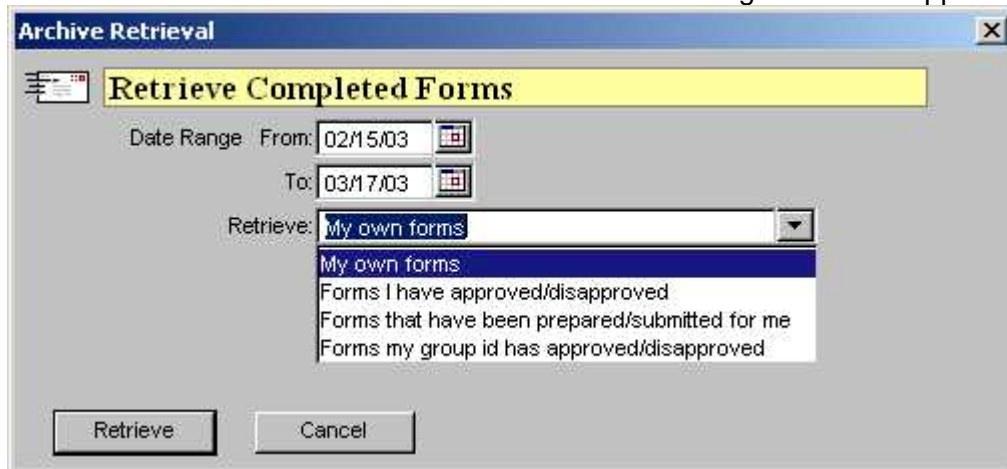 Archive Retrieval
Retrieve Completed Forms
Date Range From: 02/15/03
To: 03/17/03
Retrieve: My own forms
My own forms
Forms I have approved/disapproved
Forms that have been prepared/submitted for me
Forms my group id has approved/disapproved
Retrieve Cancel